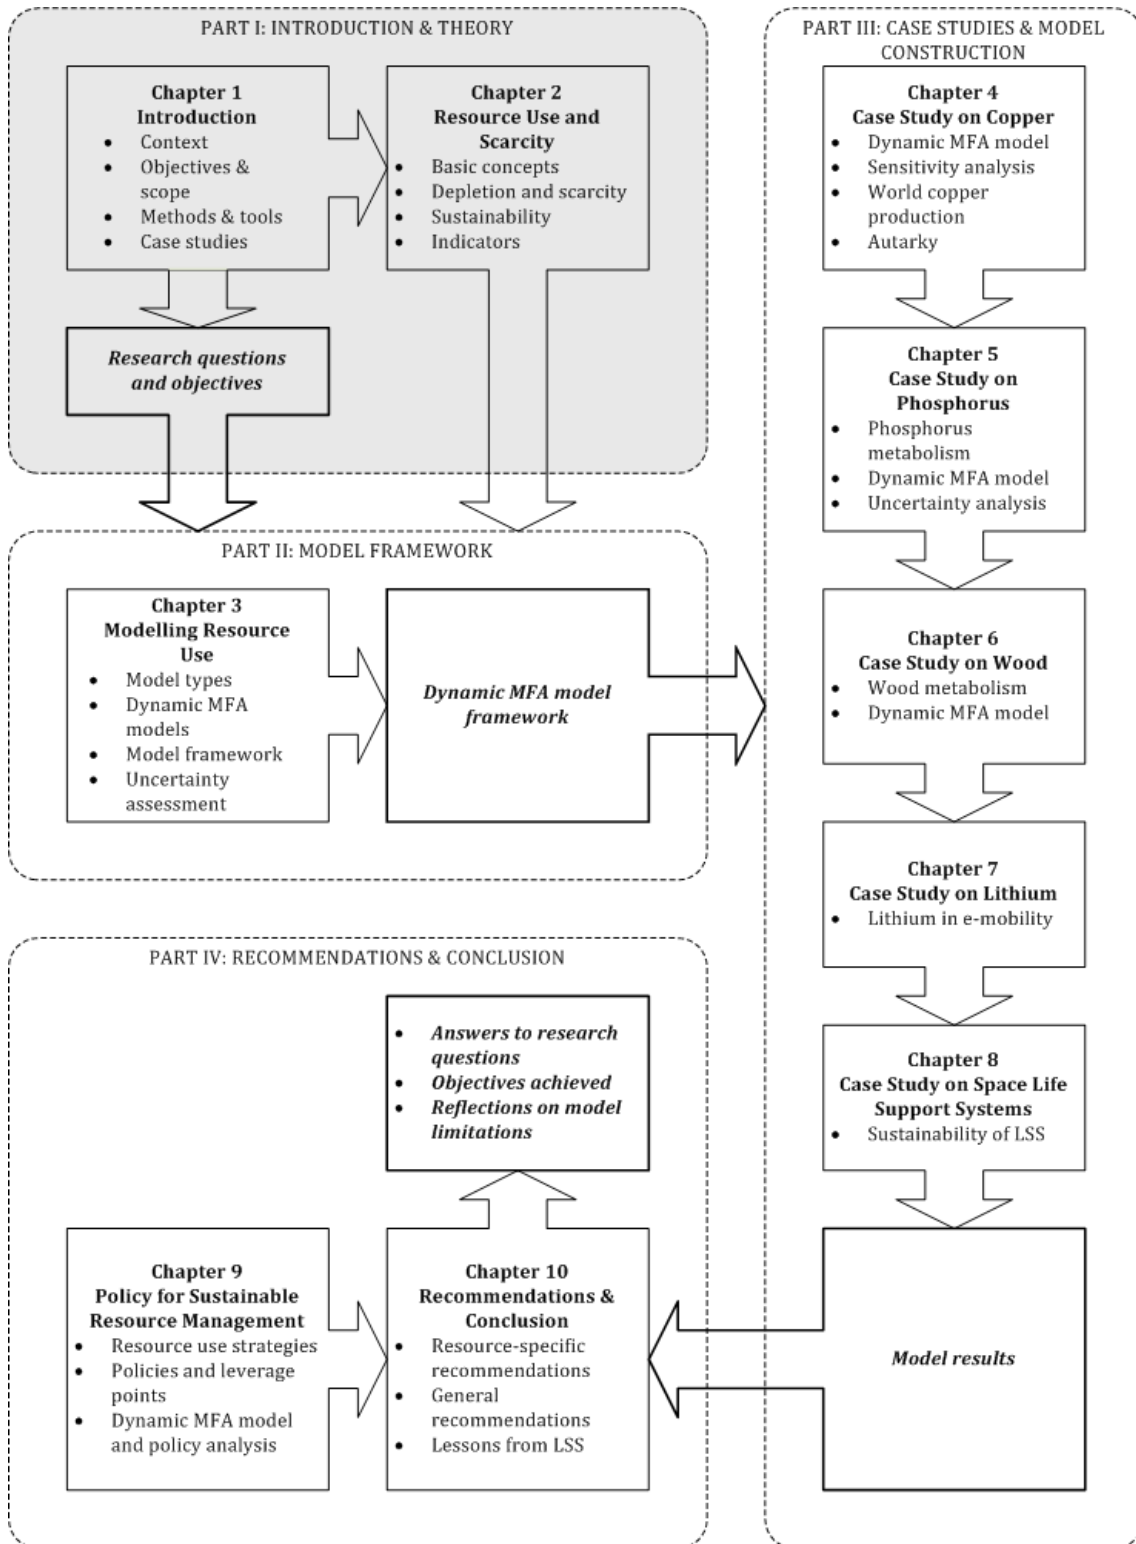 PART I: INTRODUCTION & THEORY
Chapter 1
Introduction
• Context
• Objectives &
scope
• Methods & tools
• Case studies
Chapter 2
Resource Use and
Scarcity
• Basic concepts
• Depletion and scarcity
• Sustainability
• Indicators
Research questions
and objectives
PART II: MODEL FRAMEWORK
Chapter 3
Modelling Resource
Use
• Model types
• Dynamic MFA
models
• Model framework
• Uncertainty
assessment
Dynamic MFA model
framework
PART III: CASE STUDIES & MODEL
CONSTRUCTION
Chapter 4
Case Study on Copper
• Dynamic MFA model
• Sensitivity analysis
• World copper
production
• Autarky
Chapter 5
Case Study on
Phosphorus
• Phosphorus
metabolism
• Dynamic MFA model
• Uncertainty analysis
Chapter 6
Case Study on Wood
• Wood metabolism
• Dynamic MFA model
Chapter 7
Case Study on Lithium
• Lithium in e-mobility
Chapter 8
Case Study on Space Life
Support Systems
• Sustainability of LSS
Model results
PART IV: RECOMMENDATIONS & CONCLUSION
• Answers to research
questions
• Objectives achieved
• Reflections on model
limitations
Chapter 9
Policy for Sustainable
Resource Management
• Resource use strategies
• Policies and leverage
points
• Dynamic MFA model
and policy analysis
Chapter 10
Recommendations &
Conclusion
• Resource-specific
recommendations
• General
recommendations
• Lessons from LSS